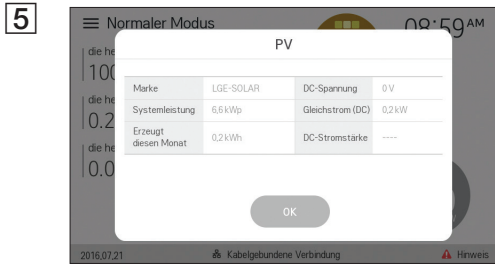 5
Normaler Modus
08:59 AM
PV
die he
100
die he
0.2
die he
0.0
Marke LGE-SOLAR DC-Spannung 0 V
Systemleistung 6,6 kWp Gleichstrom (DC) 0,2 kW
Erzeugt
diesen Monat 0,2 kWh DC-Stromstärke ----
OK
2016,07,21 Kabelgebundene Verbindung Hinweis